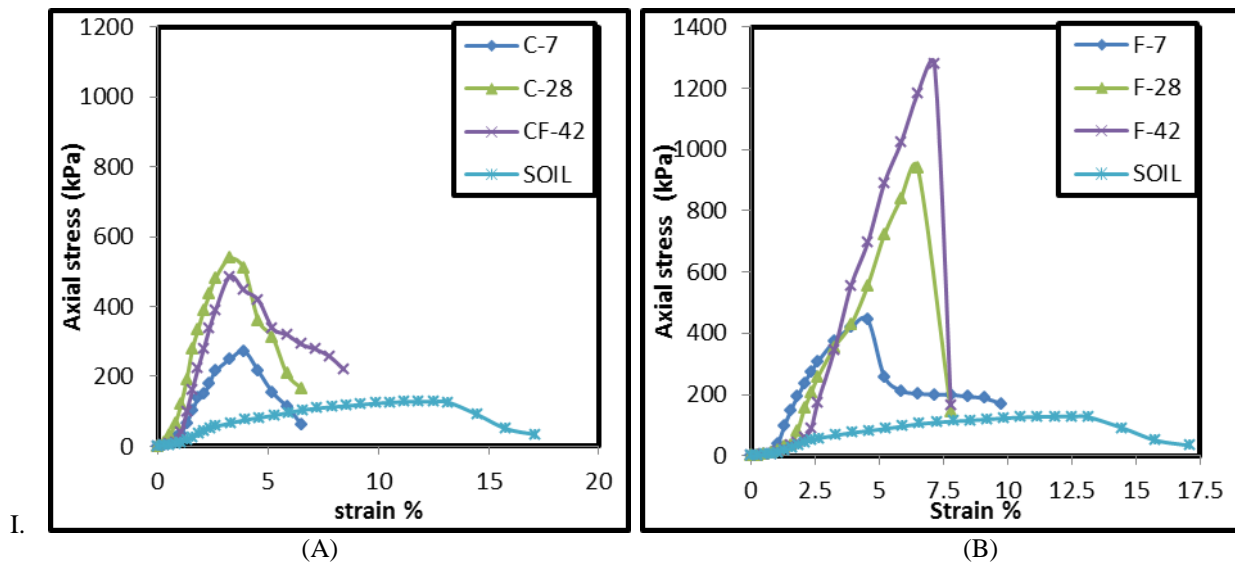 1200
1000
800
600
400
200
0
Axial stress (kPa)
0 5 10 15 20
strain %
C-7
C-28
CF-42
SOIL
1400
1200
1000
800
600
400
200
0
Axial stress (kPa)
0 2.5 5 7.5 10 12.5 15 17.5
Strain %
F-7
F-28
F-42
SOIL
I.
(A)
(B)